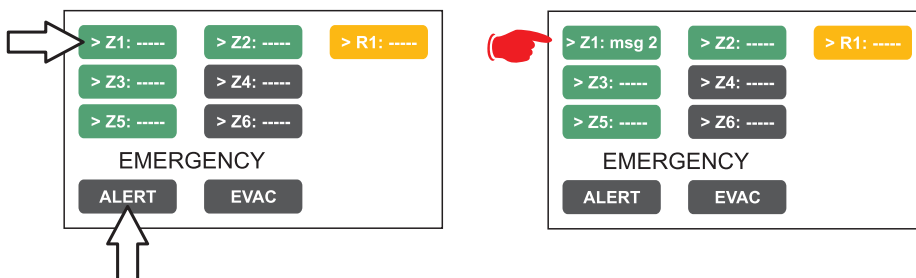 > Z1: -----
> Z2: -----
> R1: -----
> Z3: -----
> Z4: -----
> Z5: -----
> Z6: -----
EMERGENCY
ALERT
EVAC
> Z1: msg 2
> Z2: -----
> R1: -----
> Z3: -----
> Z4: -----
> Z5: -----
> Z6: -----
EMERGENCY
ALERT
EVAC